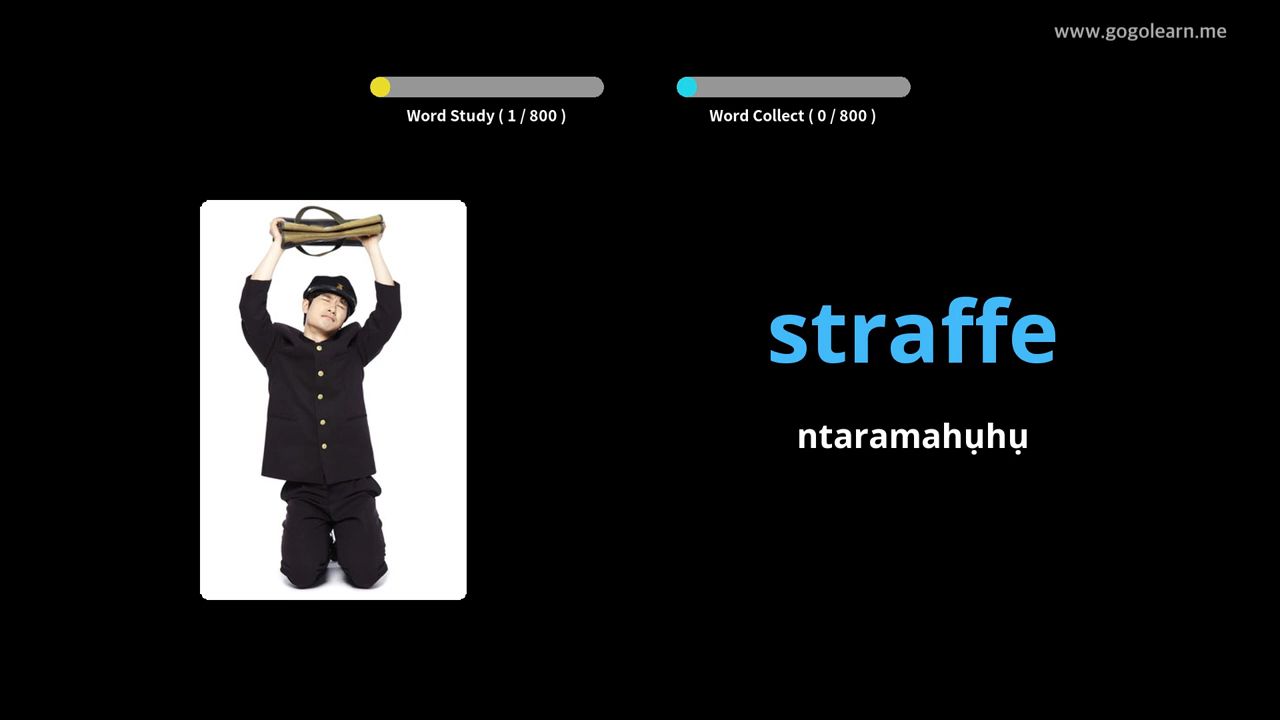 www.gogolearn.me
Word Study ( 1 / 800 )
Word Collect ( 0 / 800 )
straffe
ntaramahụhụ